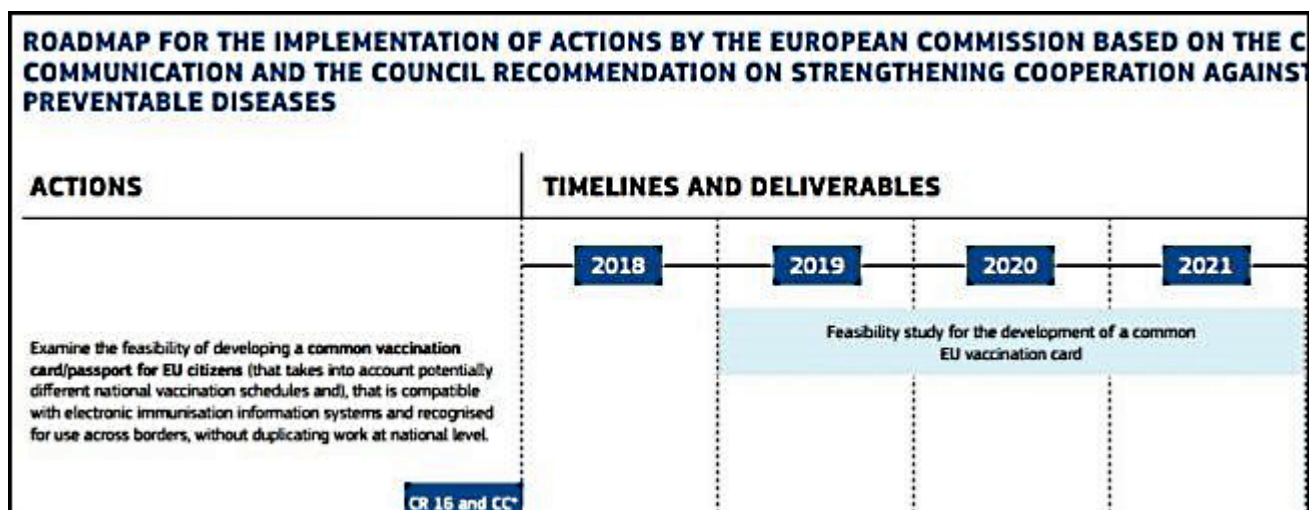 ROADMAP FOR THE IMPLEMENTATION OF ACTIONS BY THE EUROPEAN COMMISSION BASED ON THE C
COMMUNICATION AND THE COUNCIL RECOMMENDATION ON STRENGTHENING COOPERATION AGAINST
PREVENTABLE DISEASES
ACTIONS
TIMELINES AND DELIVERABLES
2018 2019 2020 2021
Examine the feasibility of developing a common vaccination
card/passport for EU citizens (that takes into account potentially
different national vaccination schedules and), that is compatible
with electronic immunisation information systems and recognised
for use across borders, without duplicating work at national level.
Feasibility study for the development of a common
EU vaccination card
CR 16 and CC*